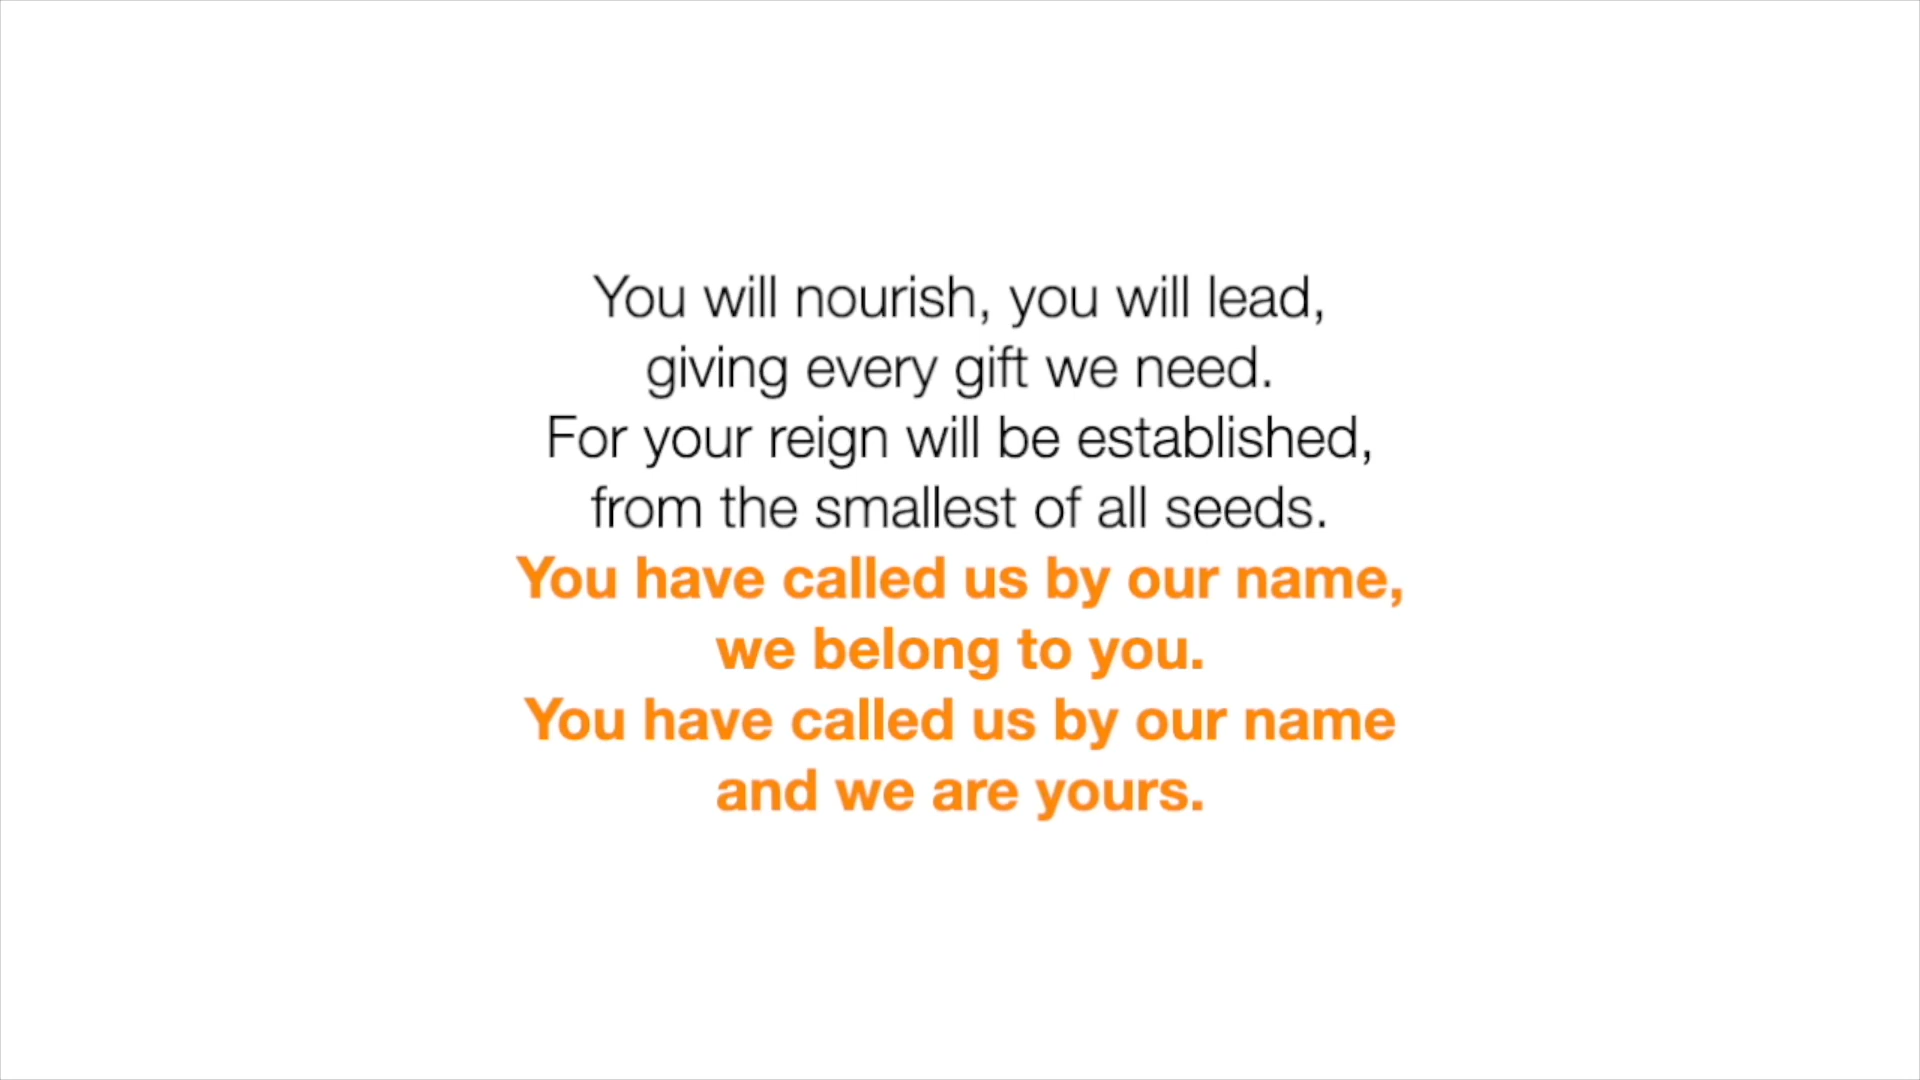 You will nourish, you will lead,
giving every gift we need.
For your reign will be established,
from the smallest of all seeds.
You have called us by our name,
we belong to you.
You have called us by our name
and we are yours.